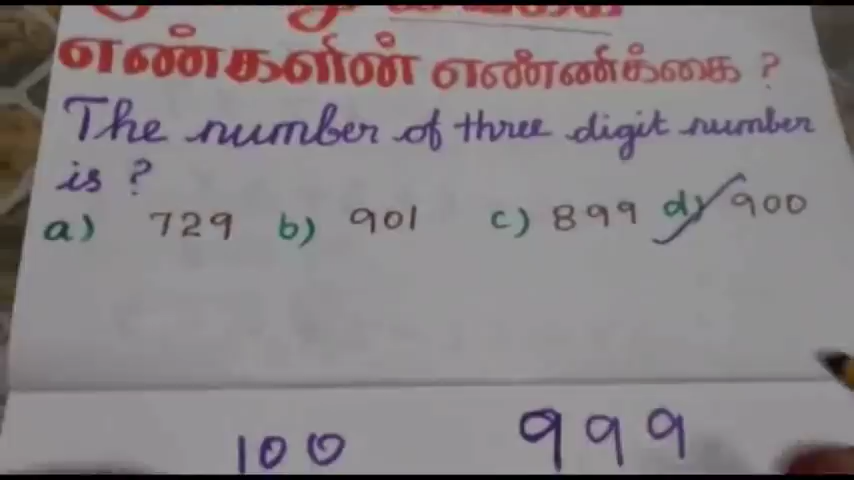 எண்களின் எண்ணிக்கை ?
The number of three digit number
is ?
a) 729 b) 901 c) 899 d) 900
100 999